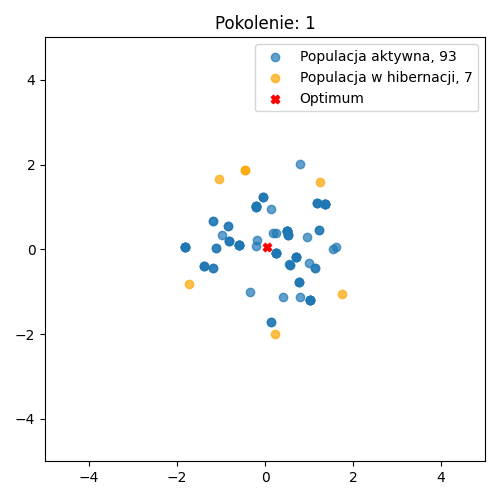 Pokolenie: 1
Populacja aktywna, 93
Populacja w hibernacji, 7
Optimum
4
2
0
−2
−4
−4 −2 0 2 4